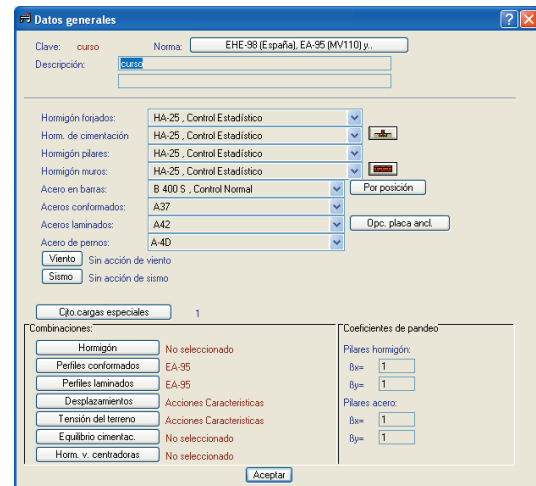 Datos generales
Clave: curso Norma: EHE-98 (España), EA-95 (MV110) y..
Descripción: curso
Hormigón forjados: HA-25 , Control Estadístico
Horm. de cimentación HA-25 , Control Estadístico
Hormigón pilares: HA-25 , Control Estadístico
Hormigón muros: HA-25 , Control Estadístico
Acero en barras: B 400 S , Control Normal Por posición
Aceros conformados: A37
Aceros laminados: A42 Opc. placa ancl.
Acero de pernos: A-4D
Viento Sin acción de viento
Sismo Sin acción de sismo
Cjto.cargas especiales 1
Combinaciones: Coeficientes de pandeo
Hormigón No seleccionado Pilares hormigón:
Perfiles conformados EA-95 βx= 1
Perfiles laminados EA-95 βy= 1
Desplazamientos Acciones Características Pilares acero:
Tensión del terreno Acciones Características βx= 1
Equilibrio cimentac. No seleccionado βy= 1
Horm. v. centradoras No seleccionado
Aceptar